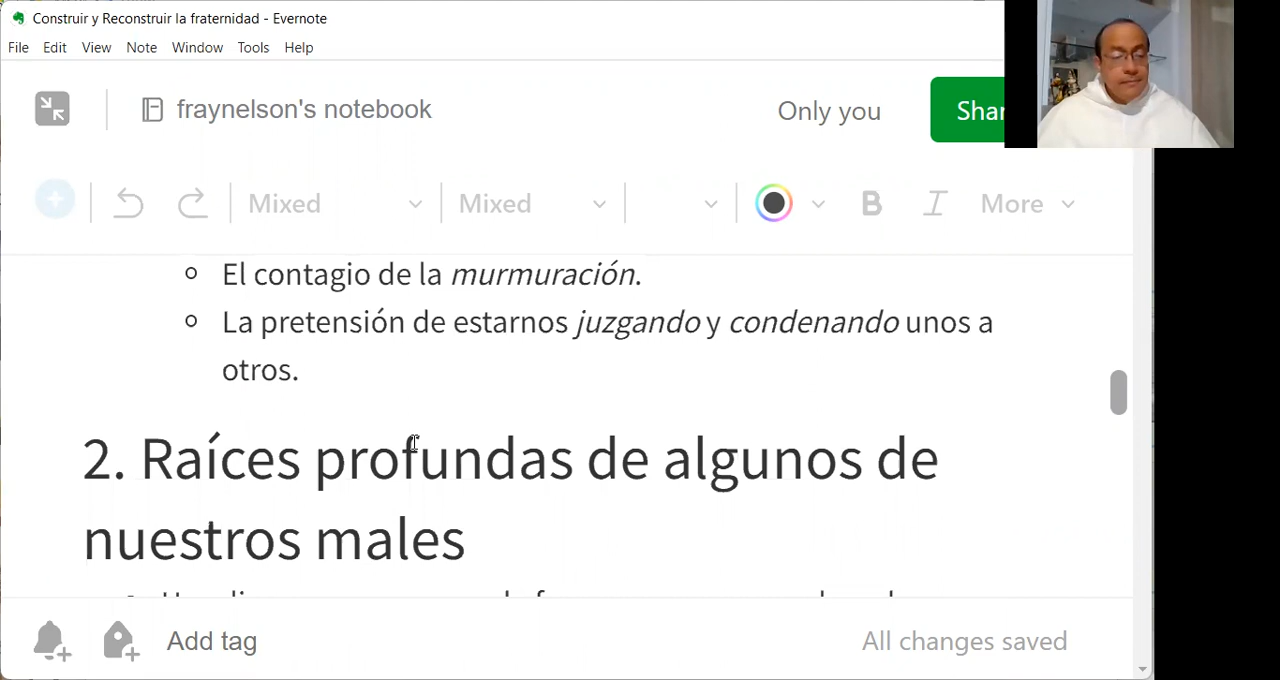 Construir y Reconstruir la fraternidad - Evernote
File Edit View Note Window Tools Help
fraynelson's notebook Only you Shar
Mixed Mixed B I More
El contagio de la murmuración.
La pretensión de estarnos juzgando y condenando unos a
otros.
2. Raíces profundas de algunos de
nuestros males
Add tag All changes saved